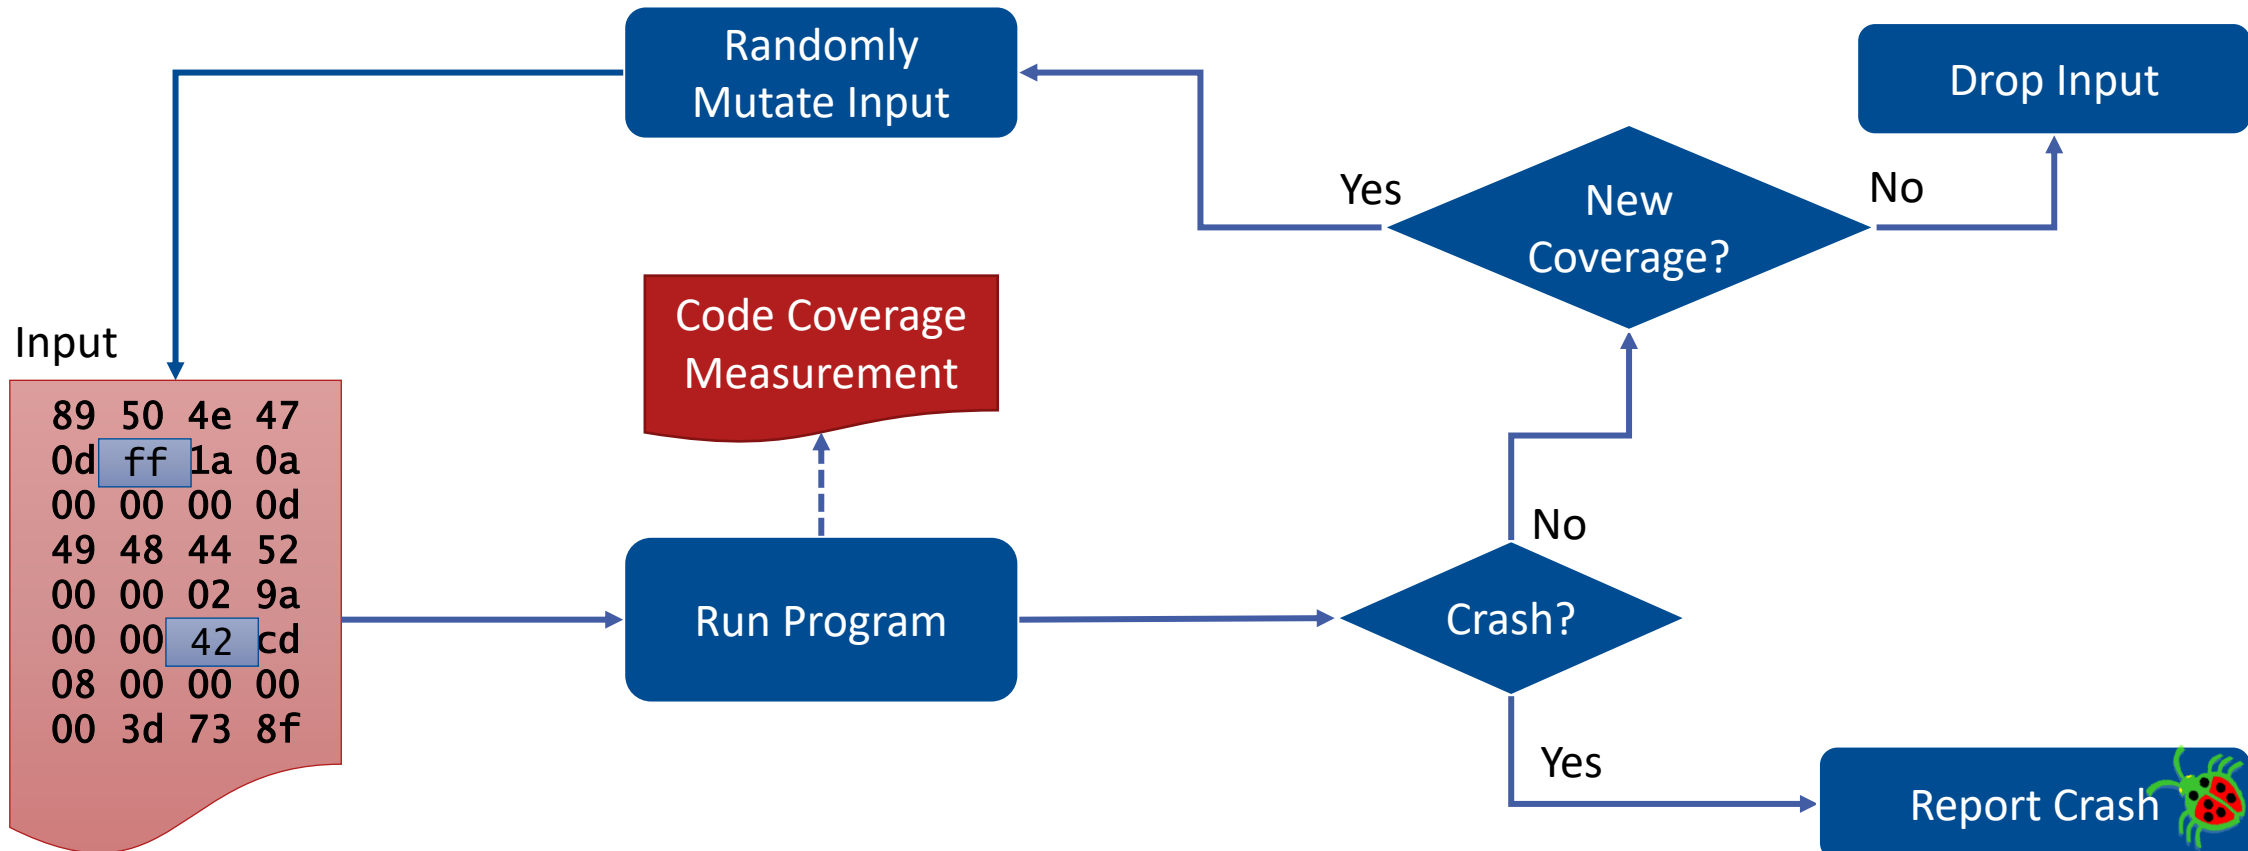 Randomly
Mutate Input
Drop Input
Yes
New
Coverage?
No
Code Coverage
Measurement
Input
89 50 4e 47
0d ff 1a 0a
00 00 00 0d
49 48 44 52
00 00 02 9a
00 00 42 cd
08 00 00 00
00 3d 73 8f
Run Program
No
Crash?
Yes
Report Crash